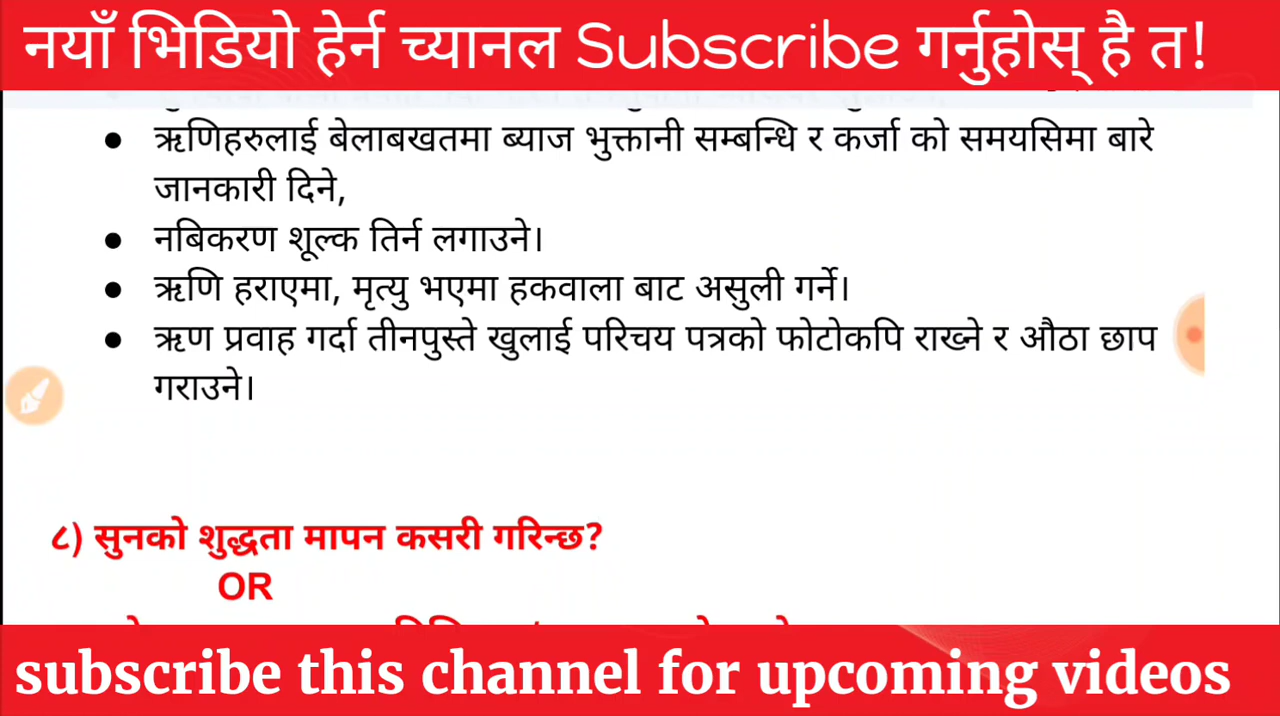 नयाँ भिडियो हेर्न च्यानल Subscribe गर्नुहोस् है त!
● ऋणिहरुलाई बेलाबखतमा ब्याज भुक्तानी सम्बन्धि र कर्जा को समयसिमा बारे
जानकारी दिने,
● नबिकरण शूल्क तिर्न लगाउने।
● ऋणि हराएमा, मृत्यु भएमा हकवाला बाट असुली गर्ने।
● ऋण प्रवाह गर्दा तीनपुस्ते खुलाई परिचय पत्रको फोटोकपि राख्ने र औठा छाप
गराउने।
८) सुनको शुद्धता मापन कसरी गरिन्छ?
OR
subscribe this channel for upcoming videos